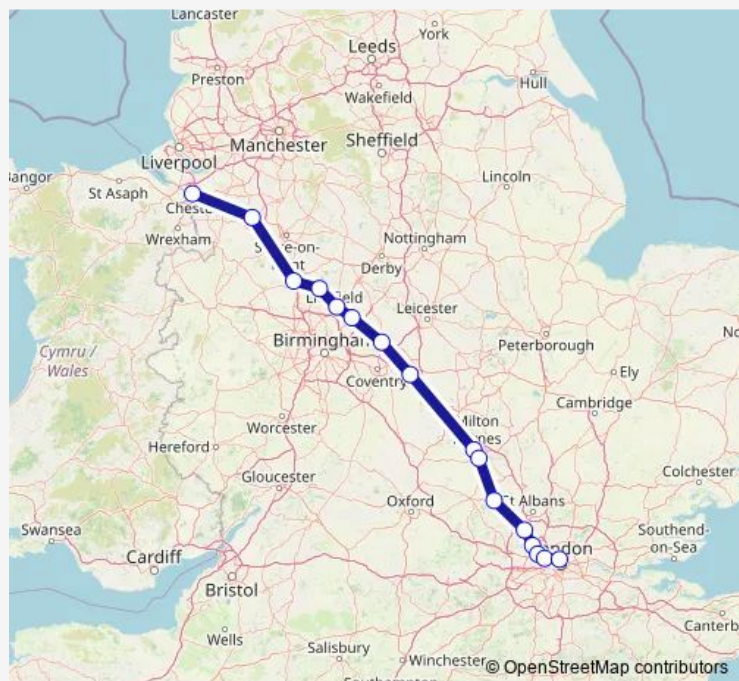 Lancaster
York
Leeds
Preston
Hull
Wakefield
Manchester
Sheffield
Liverpool
Bangor
St Asaph
Lincoln
Wrexham
Nottingham
Derby
Leicester
Birmingham
Peterborough
Cymru /
Wales
Coventry
Ely
Worcester
Milton
Cambridge
Hereford
Colchester
Gloucester
Oxford
St Albans
Swansea
Southend-
on-Sea
Cardiff
Bristol
Wells
Salisbury
Winchester
© OpenStreetMap contributors